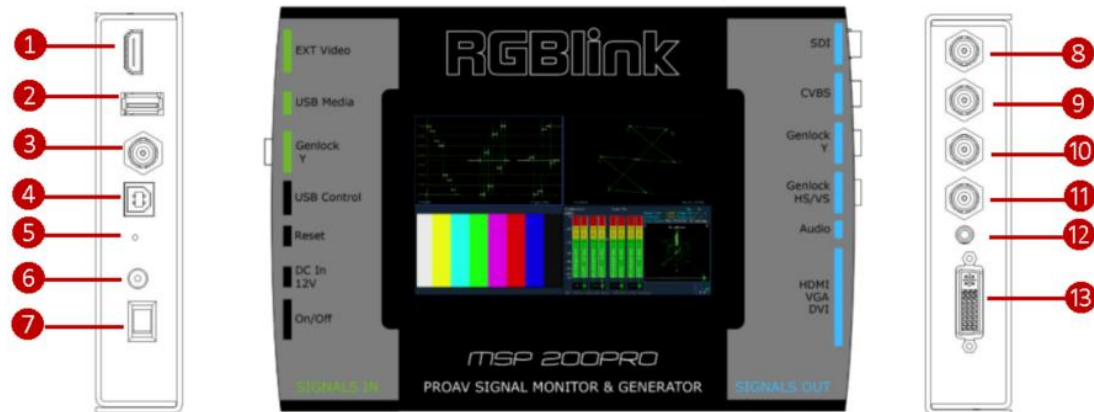 1
2
3
4
5
6
7
EXT Video
USB Media
Genlock
Y
USB Control
Reset
DC In
12V
On/Off
SIGNALS IN
RGBlink
MSP 200PRO
PROAV SIGNAL MONITOR & GENERATOR
SDI
CVBS
Genlock
Y
Genlock
HS/VS
Audio
HDMI
VGA
DVI
SIGNALS OUT
8
9
10
11
12
13